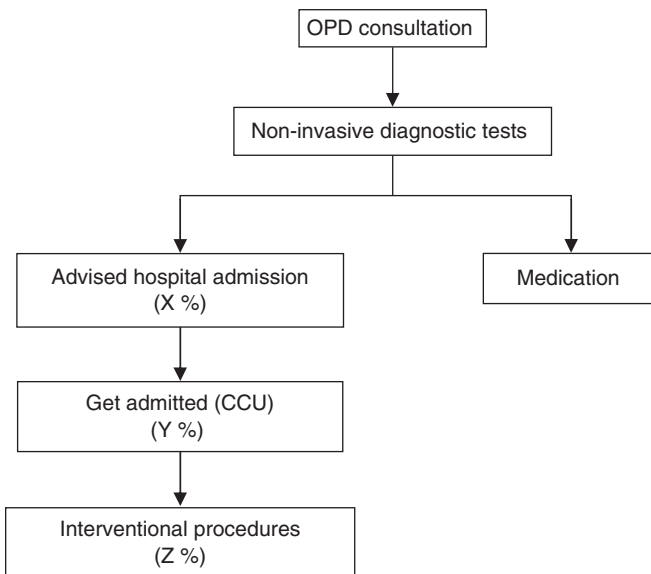 OPD consultation
Non-invasive diagnostic tests
Advised hospital admission
(X %)
Medication
Get admitted (CCU)
(Y %)
Interventional procedures
(Z %)